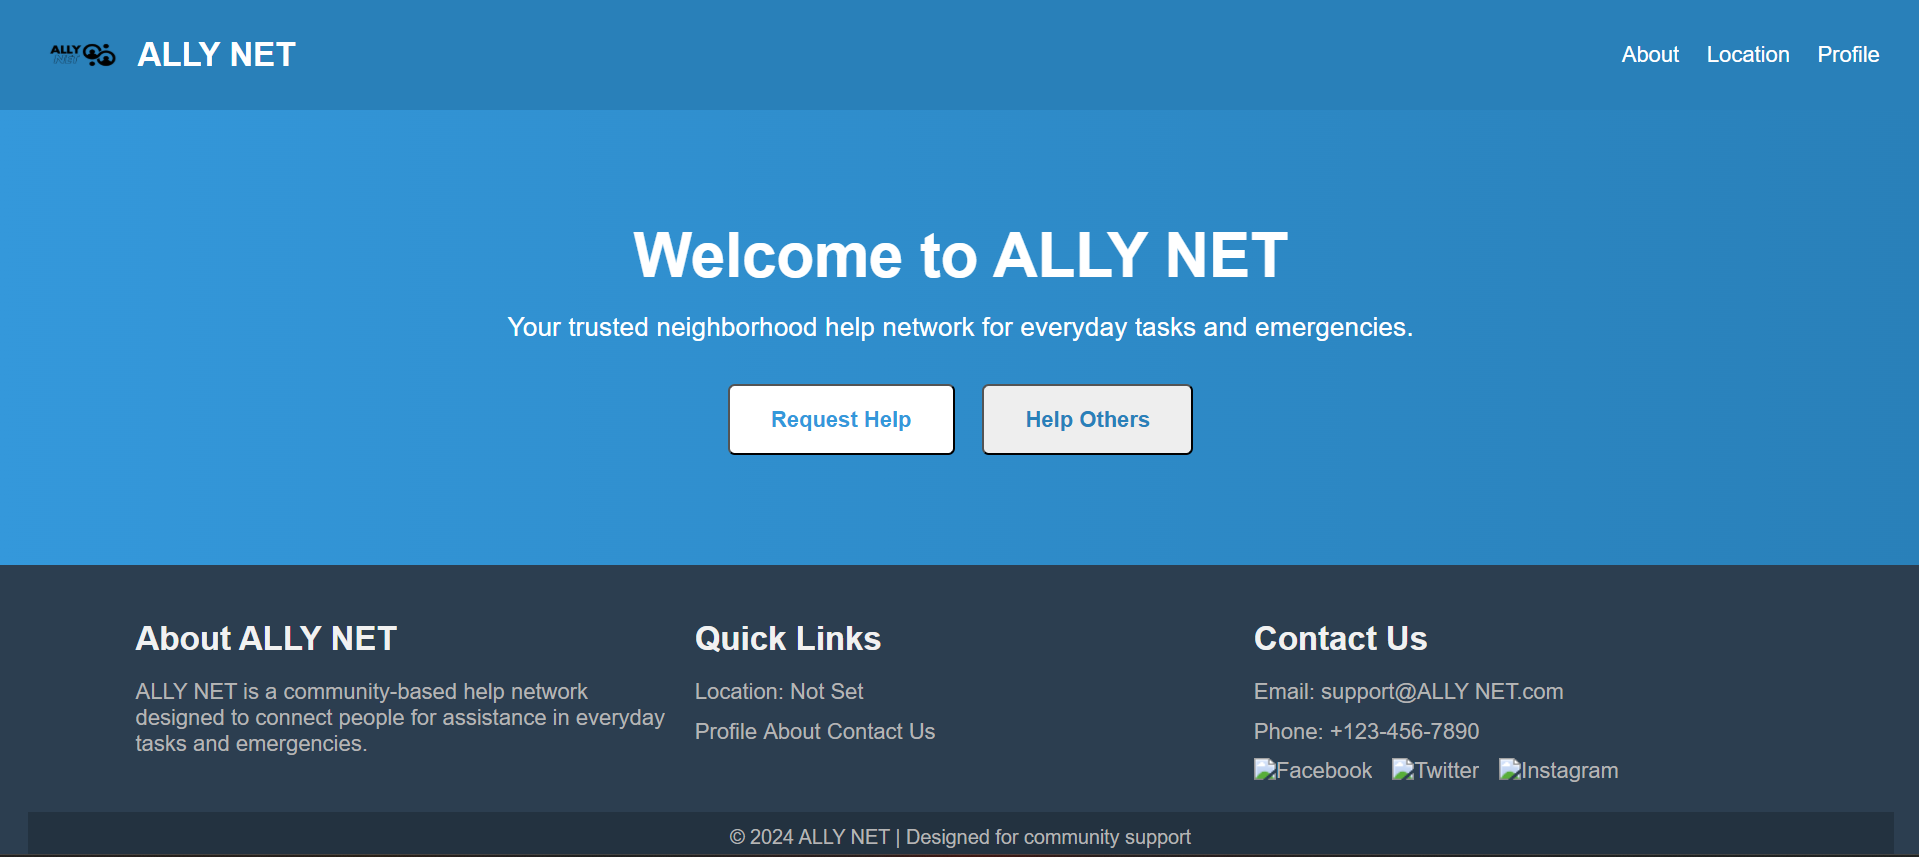 ALLY
NET
ALLY NET
About Location Profile
Welcome to ALLY NET
Your trusted neighborhood help network for everyday tasks and emergencies.
Request Help
Help Others
About ALLY NET
ALLY NET is a community-based help network
designed to connect people for assistance in everyday
tasks and emergencies.
Quick Links
Location: Not Set
Profile About Contact Us
Contact Us
Email: support@ALLY NET.com
Phone: +123-456-7890
Facebook Twitter Instagram
© 2024 ALLY NET | Designed for community support